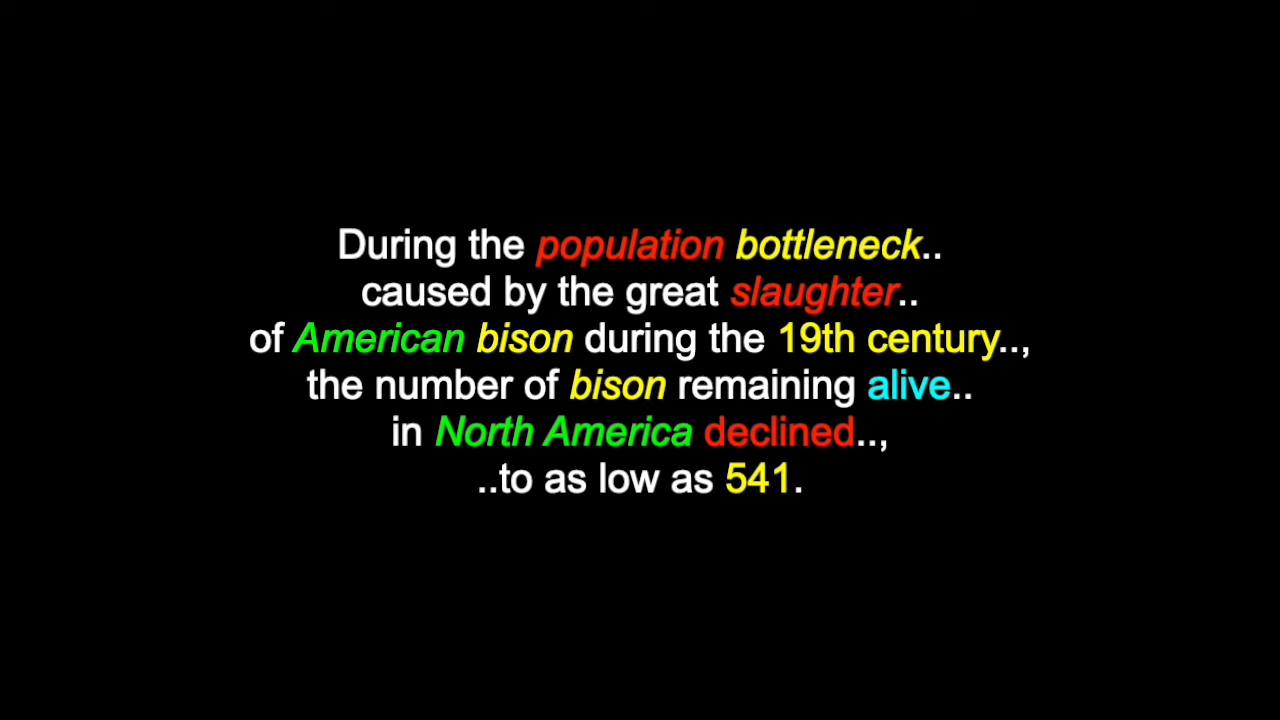 During the population bottleneck..
caused by the great slaughter..
of American bison during the 19th century..,
the number of bison remaining alive..
in North America declined..,
..to as low as 541.